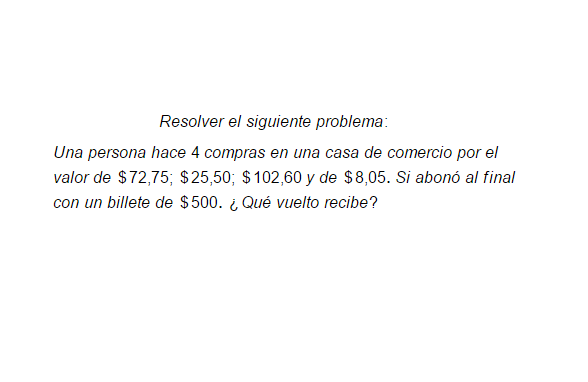 Resolver el siguiente problema:
Una persona hace 4 compras en una casa de comercio por el
valor de $72,75; $25,50; $102,60 y de $8,05. Si abonó al final
con un billete de $500. ¿ Qué vuelto recibe?